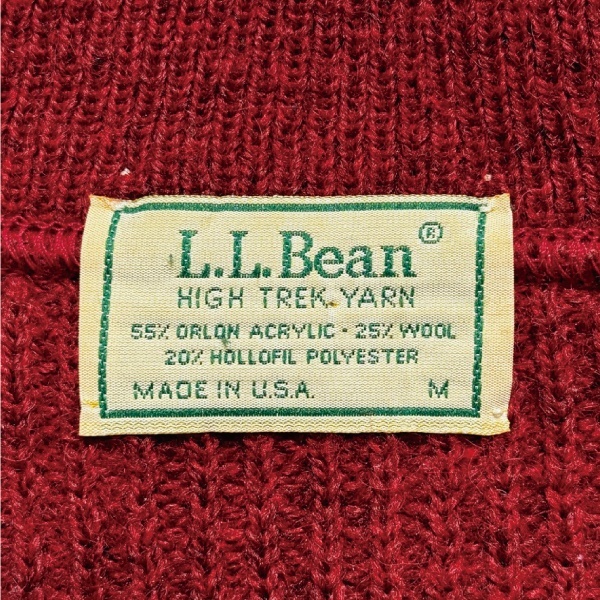 L.L.Bean®
HIGH TREK YARN
55% ORLON ACRYLIC · 25% WOOL
20% HOLLOFIL POLYESTER
MADE IN U.S.A. M